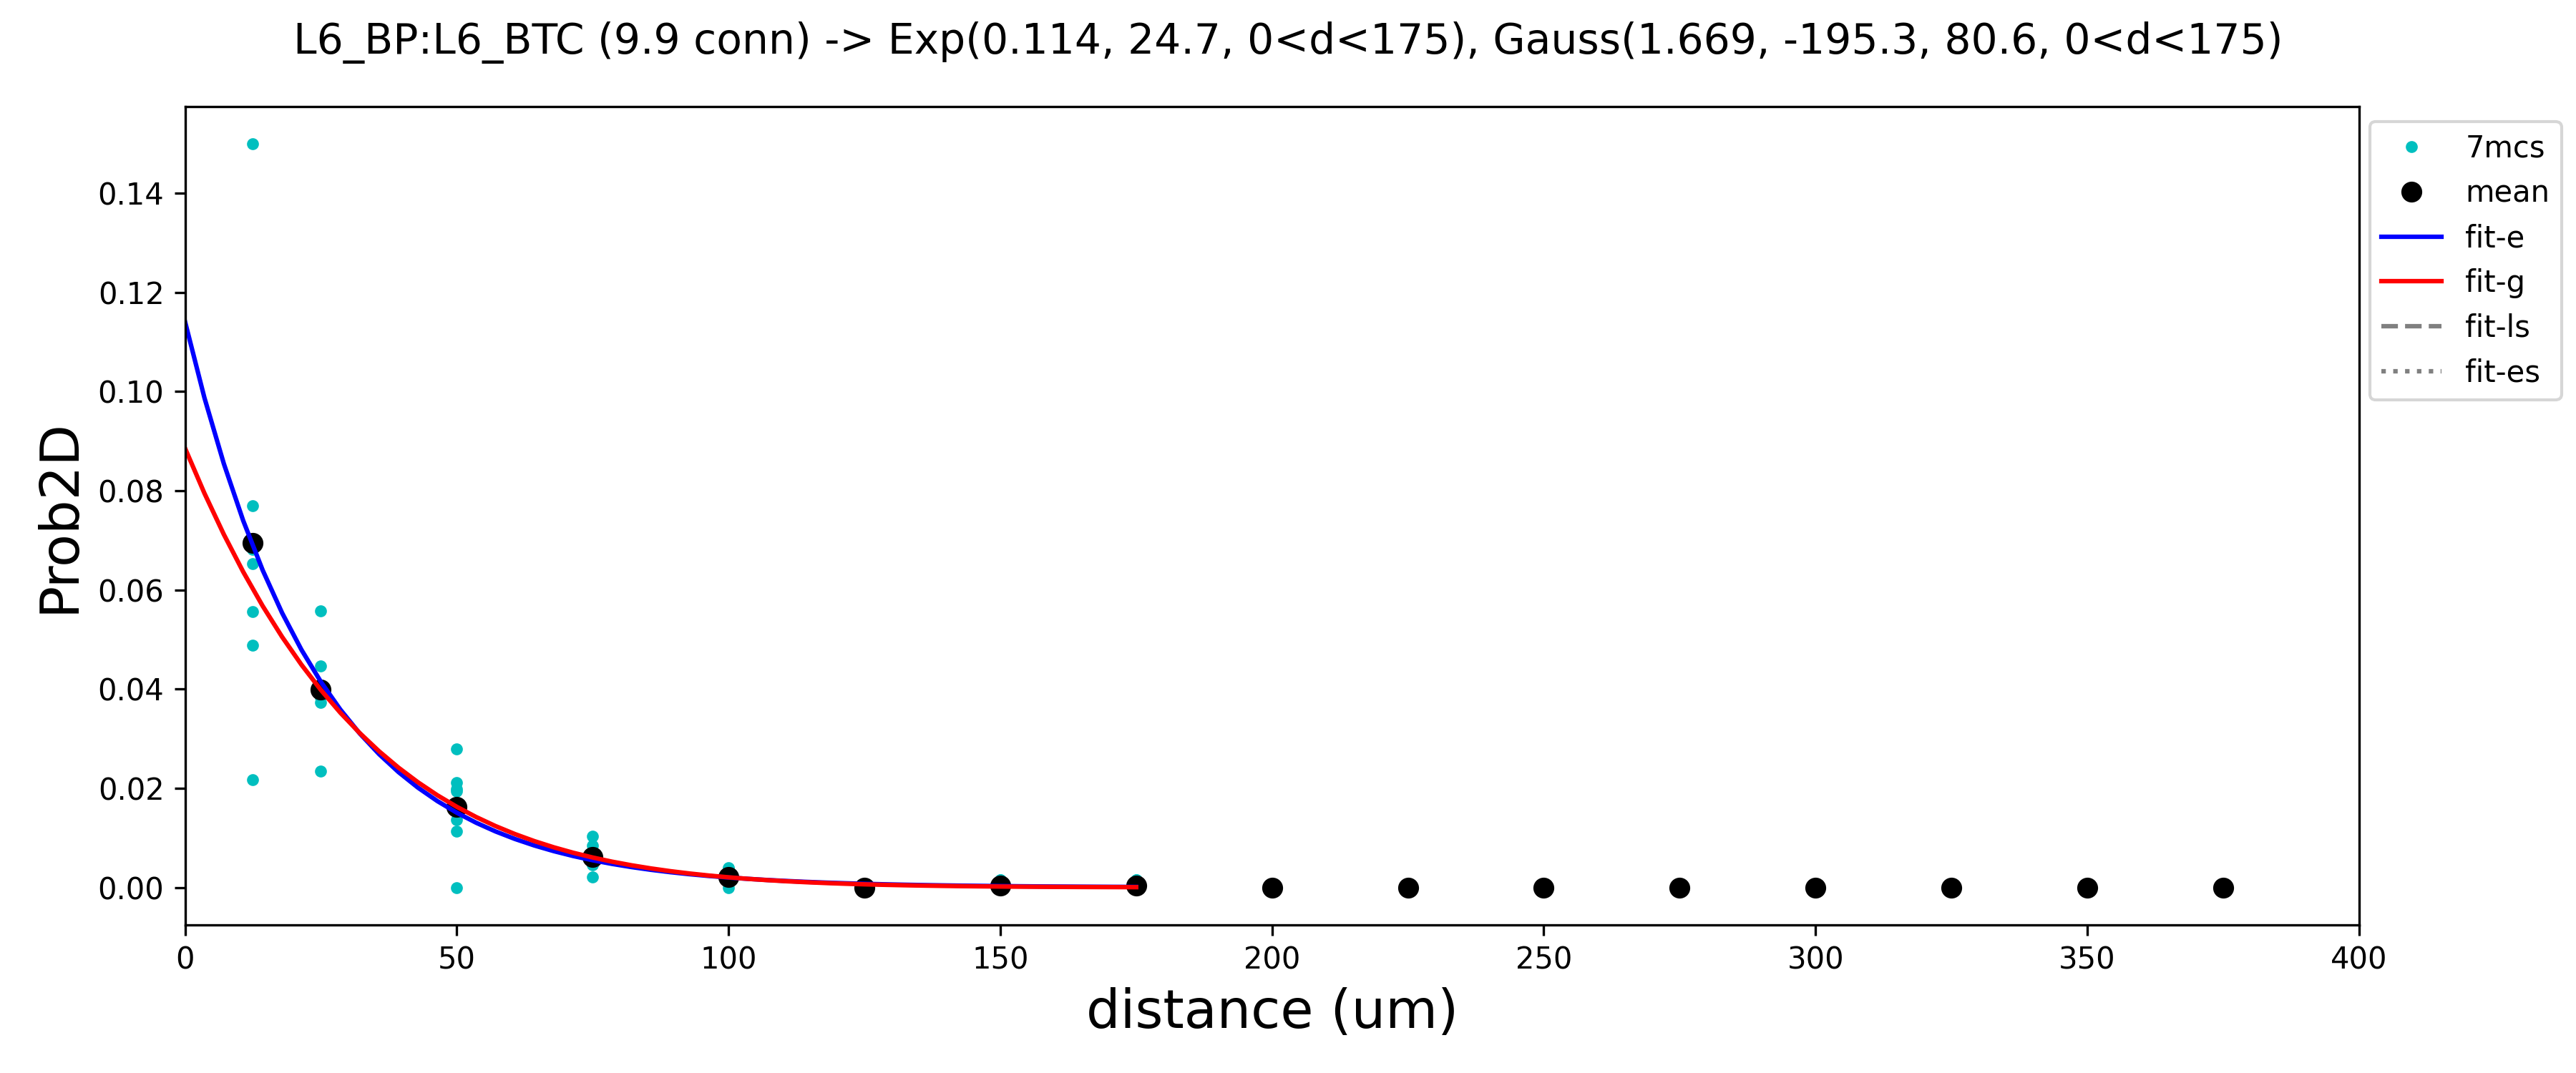 L6_BP:L6_BTC (9.9 conn) -> Exp(0.114, 24.7, 0<d<175), Gauss(1.669, -195.3, 80.6, 0<d<175)
7mcs
mean
fit-e
fit-g
fit-ls
fit-es
Prob2D
0.14
0.12
0.10
0.08
0.06
0.04
0.02
0.00
0 50 100 150 200 250 300 350 400
distance (um)